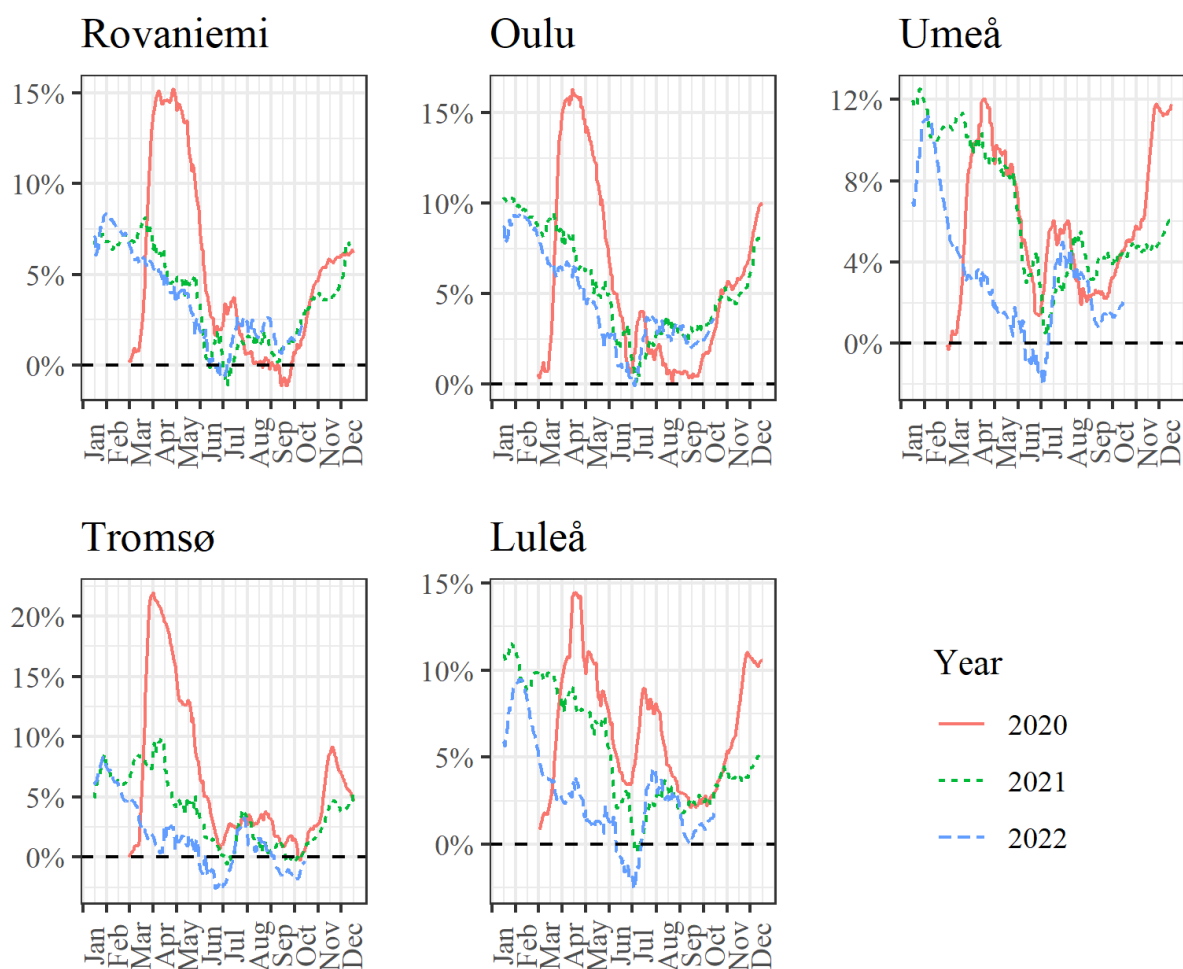 Rovaniemi
15%
10%
5%
0%
Jan
Feb
Mar
Apr
May
Jun
Jul
Aug
Sep
Oct
Nov
Dec
Oulu
15%
10%
5%
0%
Jan
Feb
Mar
Apr
May
Jun
Jul
Aug
Sep
Oct
Nov
Dec
Umeå
12%
8%
4%
0%
Jan
Feb
Mar
Apr
May
Jun
Jul
Aug
Sep
Oct
Nov
Dec
Tromsø
20%
15%
10%
5%
0%
Jan
Feb
Mar
Apr
May
Jun
Jul
Aug
Sep
Oct
Nov
Dec
Luleå
15%
10%
5%
0%
Jan
Feb
Mar
Apr
May
Jun
Jul
Aug
Sep
Oct
Nov
Dec
Year
2020
2021
2022